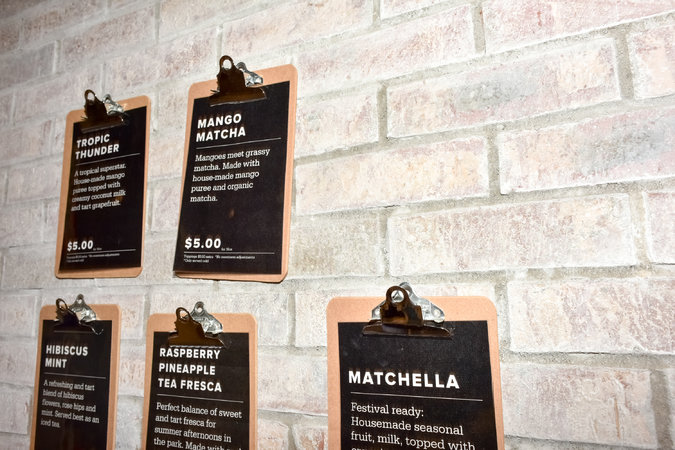 TROPIC
THUNDER
A tropical superstar.
House-made mango
puree topped with
creamy coconut milk
and tart grapefruit.
$5.00
MANGO
MATCHA
Mangoes meet grassy
matcha. Made with
house-made mango
puree and organic
matcha.
$5.00
HIBISCUS
MINT
A refreshing and tart
blend of hibiscus
flowers, rose hips and
mint. Served best as an
iced tea.
RASPBERRY
PINEAPPLE
TEA FRESCA
Perfect balance of sweet
and tart fresca for
summer afternoons in
the park. Made with
MATCHELLA
Festival ready:
Housemade seasonal
fruit, milk, topped with